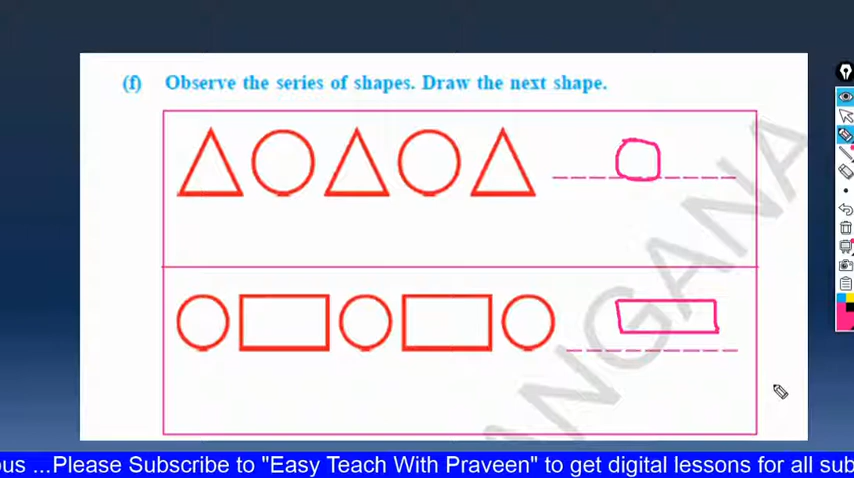 (f) Observe the series of shapes. Draw the next shape.
NGANA
ous ...Please Subscribe to "Easy Teach With Praveen" to get digital lessons for all sub